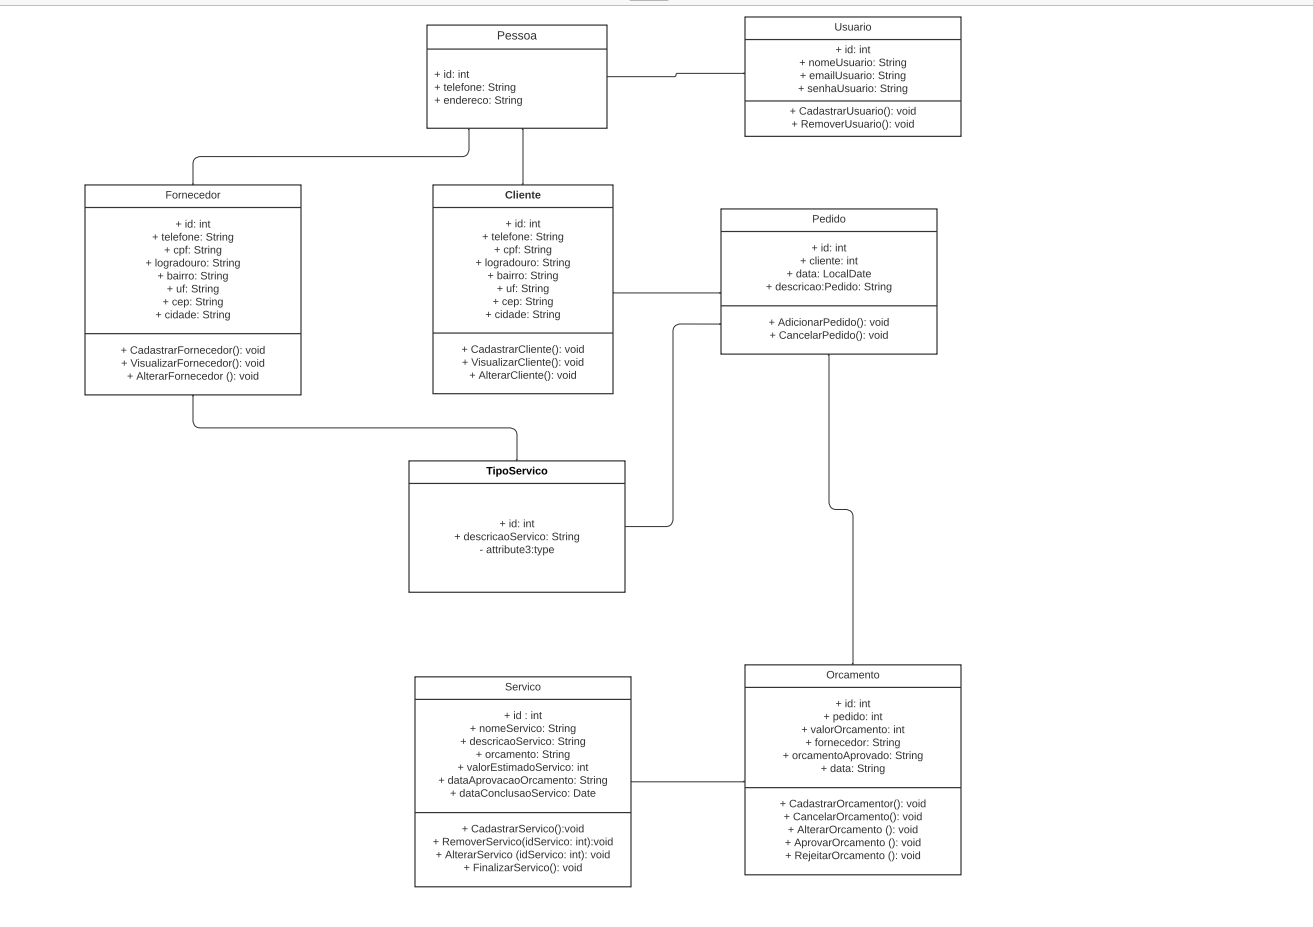 Pessoa
+ id: int
+ telefone: String
+ endereco: String
Usuario
+ id: int
+ nomeUsuario: String
+ emailUsuario: String
+ senhaUsuario: String
+ CadastrarUsuario(): void
+ RemoverUsuario(): void
Fornecedor
+ id: int
+ telefone: String
+ cpf: String
+ logradouro: String
+ bairro: String
+ uf: String
+ cep: String
+ cidade: String
+ CadastrarFornecedor(): void
+ VisualizarFornecedor(): void
+ AlterarFornecedor (): void
Cliente
+ id: int
+ telefone: String
+ cpf: String
+ logradouro: String
+ bairro: String
+ uf: String
+ cep: String
+ cidade: String
+ CadastrarCliente(): void
+ VisualizarCliente(): void
+ AlterarCliente(): void
Pedido
+ id: int
+ cliente: int
+ data: LocalDate
+ descricao:Pedido: String
+ AdicionarPedido(): void
+ CancelarPedido(): void
TipoServico
+ id: int
+ descricaoServico: String
- attribute3:type
Servico
+ id : int
+ nomeServico: String
+ descricaoServico: String
+ orcamento: String
+ valorEstimadoServico: int
+ dataAprovacaoOrcamento: String
+ dataConclusaoServico: Date
+ CadastrarServico():void
+ RemoverServico(idServico: int):void
+ AlterarServico (idServico: int): void
+ FinalizarServico(): void
Orcamento
+ id: int
+ pedido: int
+ valorOrcamento: int
+ fornecedor: String
+ orcamentoAprovado: String
+ data: String
+ CadastrarOrcamentor(): void
+ CancelarOrcamento(): void
+ AlterarOrcamento (): void
+ AprovarOrcamento (): void
+ RejeitarOrcamento (): void